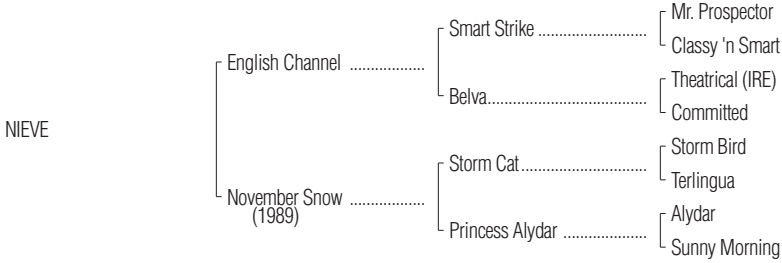 Mr. Prospector
Smart Strike ..........................
Classy 'n Smart
English Channel ..................
Theatrical (IRE)
Belva.......................................
Committed
NIEVE
Storm Bird
Storm Cat...............................
Terlingua
November Snow ..................
(1989)
Alydar
Princess Alydar ....................
Sunny Morning